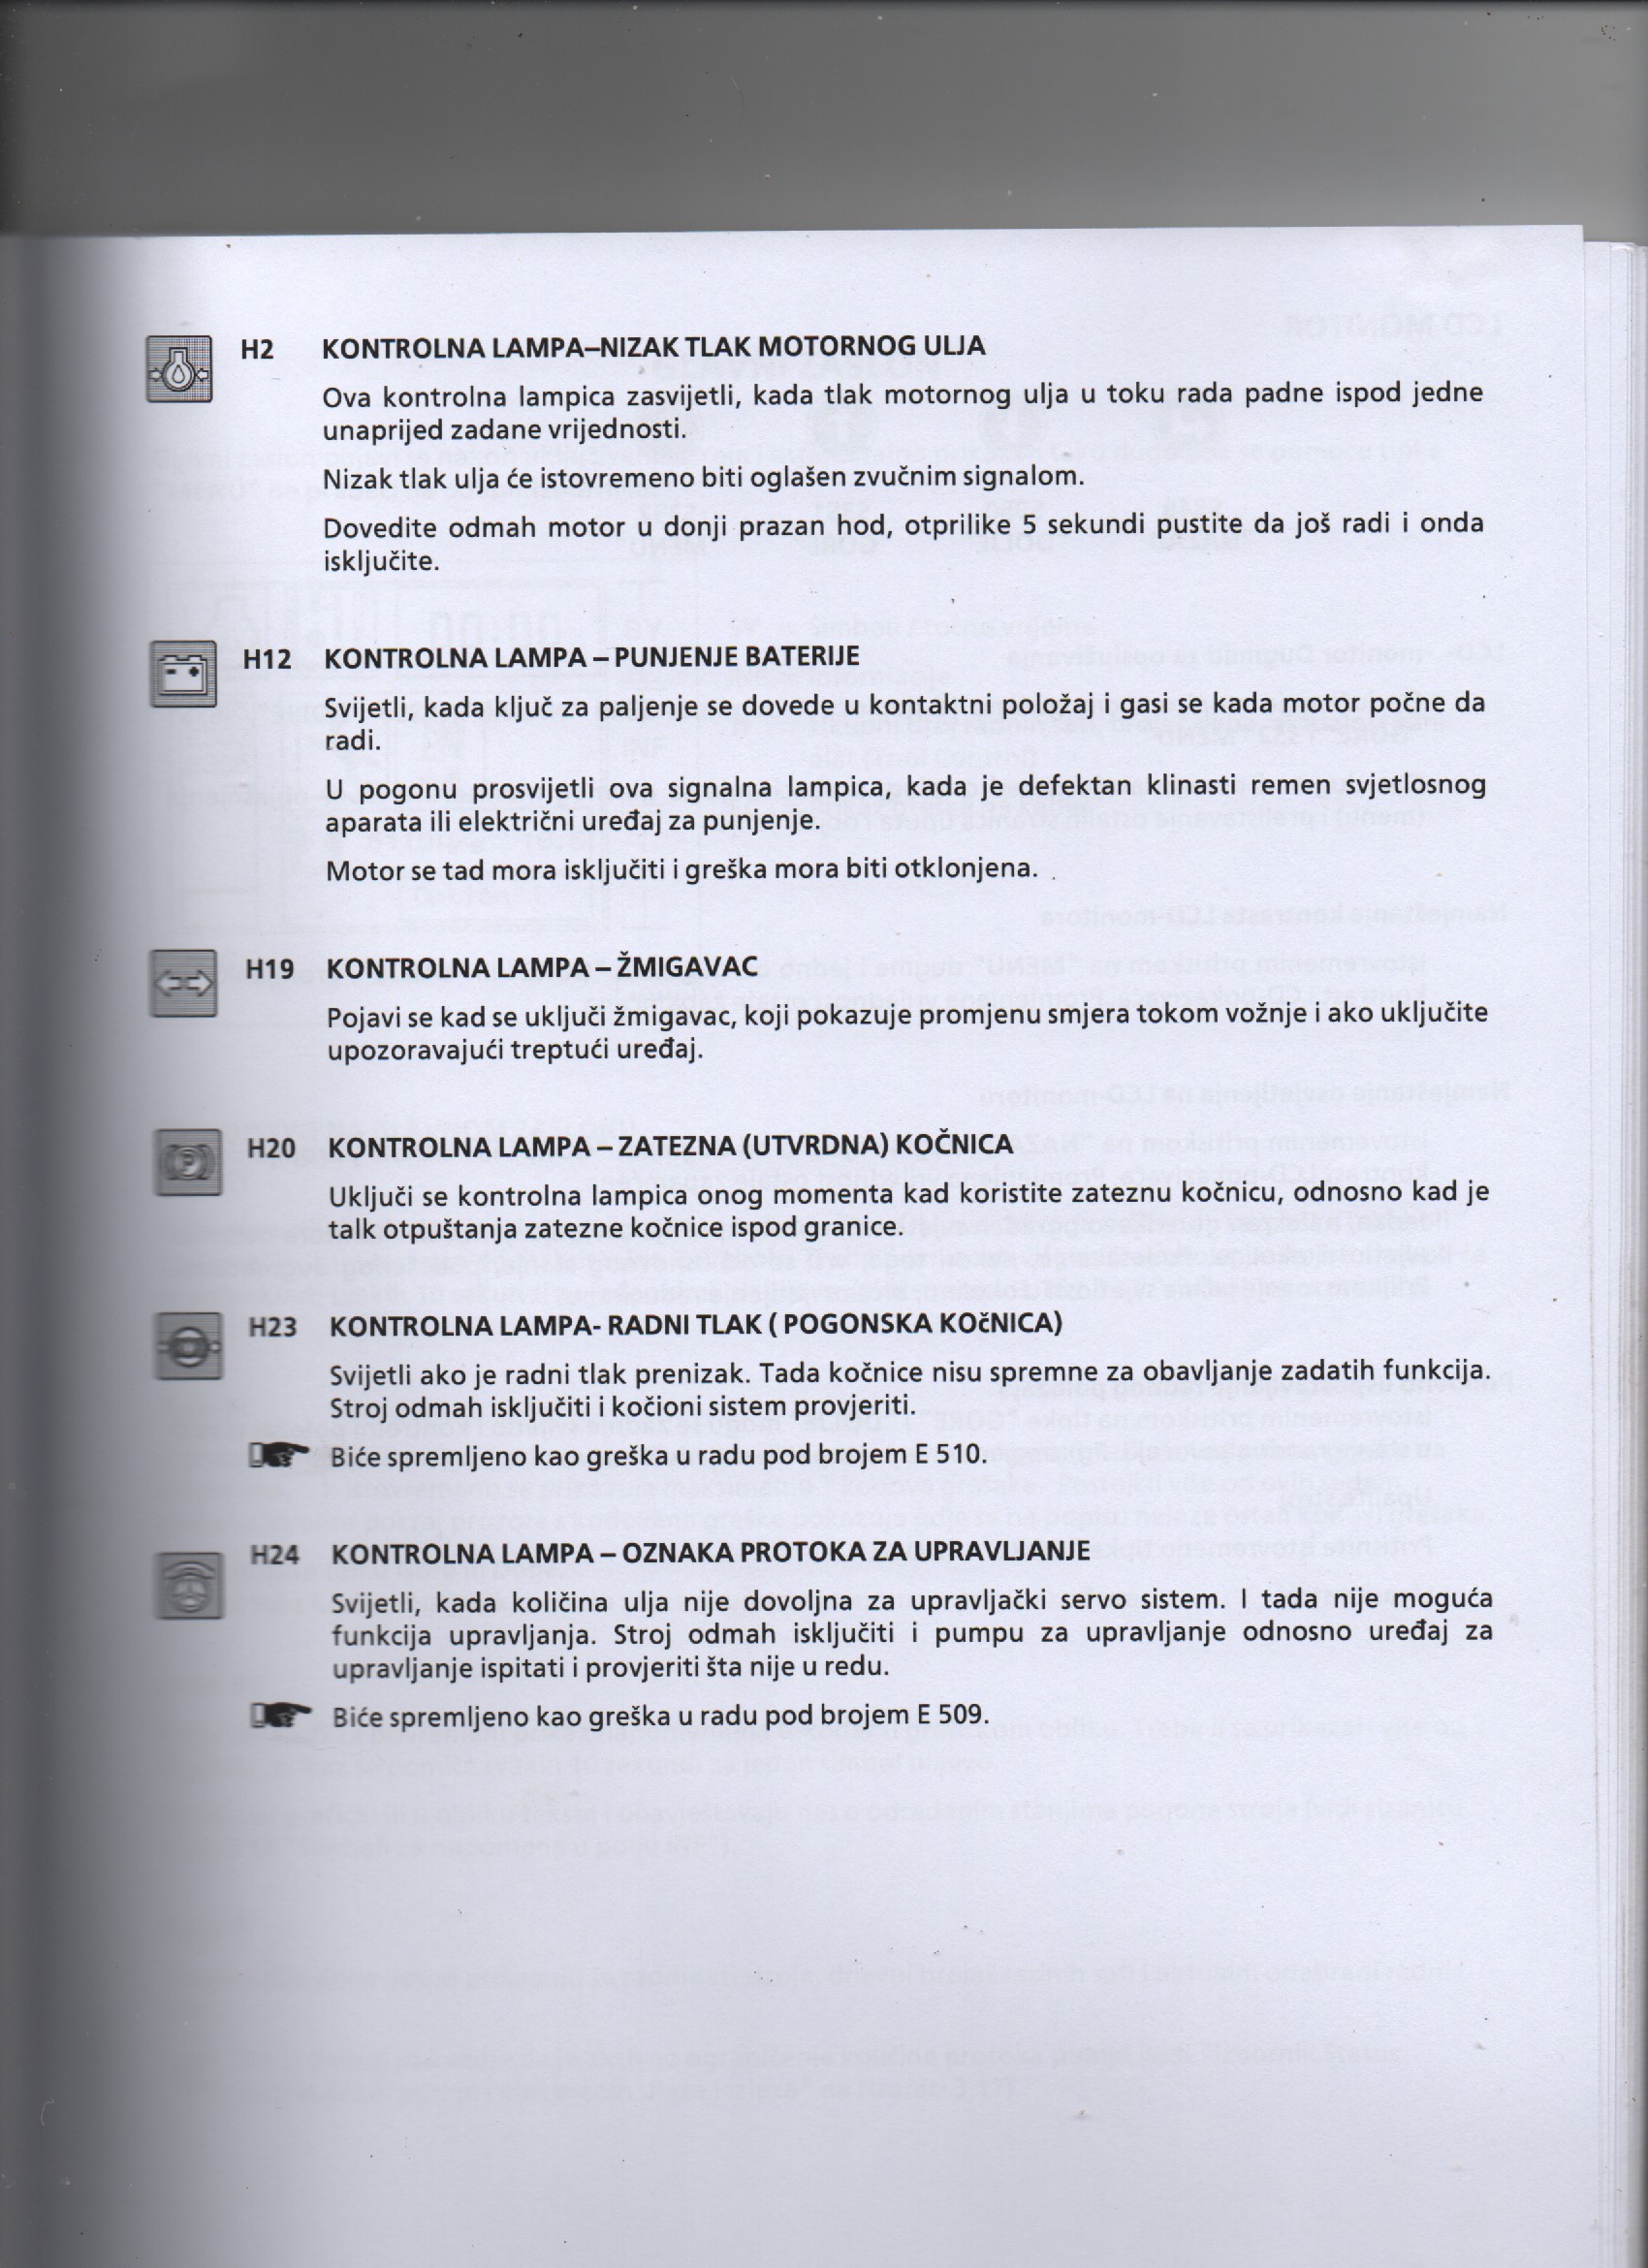 H2 KONTROLNA LAMPA–NIZAK TLAK MOTORNOG ULJA
Ova kontrolna lampica zasvijetli, kada tlak motornog ulja u toku rada padne ispod jedne
unaprijed zadane vrijednosti.
Nizak tlak ulja će istovremeno biti oglašen zvučnim signalom.
Dovedite odmah motor u donji prazan hod, otprilike 5 sekundi pustite da još radi i onda
isključite.
H12 KONTROLNA LAMPA – PUNJENJE BATERIJE
Svijetli, kada ključ za paljenje se dovede u kontaktni položaj i gasi se kada motor počne da
radi.
U pogonu prosvijetli ova signalna lampica, kada je defektan klinasti remen svjetlosnog
aparata ili električni uređaj za punjenje.
Motor se tad mora isključiti i greška mora biti otklonjena.
H19 KONTROLNA LAMPA – ŽMIGAVAC
Pojavi se kad se uključi žmigavac, koji pokazuje promjenu smjera tokom vožnje i ako uključite
upozoravajući treptući uređaj.
H20 KONTROLNA LAMPA – ZATEZNA (UTVRDNA) KOČNICA
Uključi se kontrolna lampica onog momenta kad koristite zateznu kočnicu, odnosno kad je
talk otpuštanja zatezne kočnice ispod granice.
H23 KONTROLNA LAMPA- RADNI TLAK ( POGONSKA KOčNICA)
Svijetli ako je radni tlak prenizak. Tada kočnice nisu spremne za obavljanje zadatih funkcija.
Stroj odmah isključiti i kočioni sistem provjeriti.
Biće spremljeno kao greška u radu pod brojem E 510.
H24 KONTROLNA LAMPA – OZNAKA PROTOKA ZA UPRAVLJANJE
Svijetli, kada količina ulja nije dovoljna za upravljački servo sistem. I tada nije moguća
funkcija upravljanja. Stroj odmah isključiti i pumpu za upravljanje odnosno uređaj za
upravljanje ispitati i provjeriti šta nije u redu.
Biće spremljeno kao greška u radu pod brojem E 509.